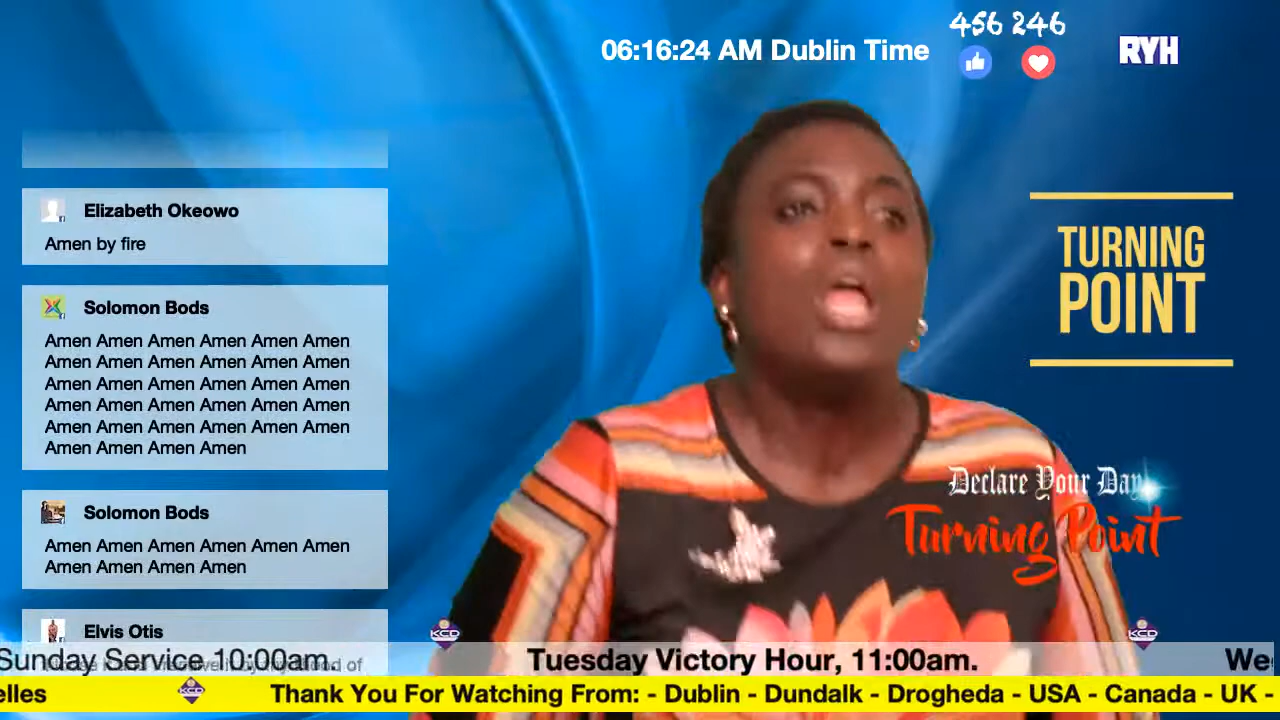 456 246
06:16:24 AM Dublin Time
RYH
Elizabeth Okeowo
Amen by fire
Solomon Bods
Amen Amen Amen Amen Amen Amen
Amen Amen Amen Amen Amen Amen
Amen Amen Amen Amen Amen Amen
Amen Amen Amen Amen Amen Amen
Amen Amen Amen Amen Amen Amen
Amen Amen Amen Amen
Solomon Bods
Amen Amen Amen Amen Amen Amen
Amen Amen Amen Amen
Elvis Otis
TURNING
POINT
Declare Your Day
Turning Point
KCD
KCD
Sunday Service 10:00am. Tuesday Victory Hour, 11:00am. We
elles KCD Thank You For Watching From: - Dublin - Dundalk - Drogheda - USA - Canada - UK -